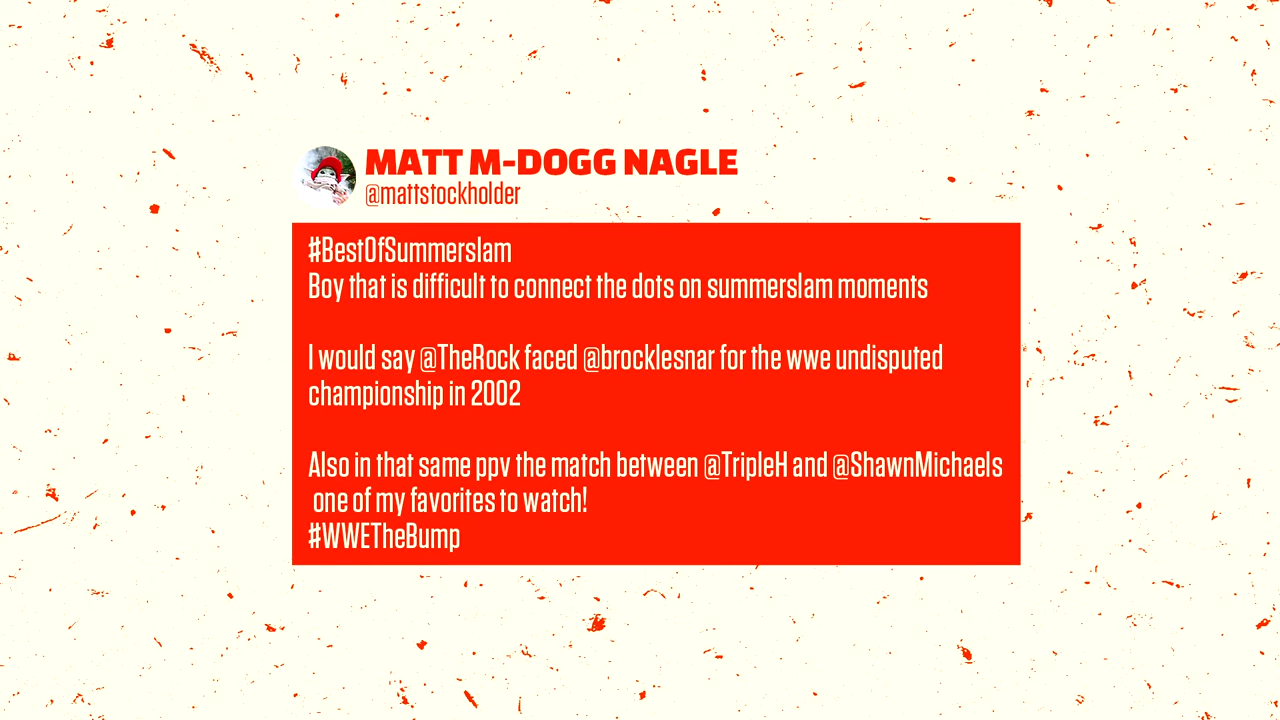 MATT M-DOGG NAGLE
@mattstockholder
#BestOfSummerslam
Boy that is difficult to connect the dots on summerslam moments
I would say @TheRock faced @brocklesnar for the wwe undisputed
championship in 2002
Also in that same ppv the match between @TripleH and @ShawnMichaels
one of my favorites to watch!
#WWETheBump